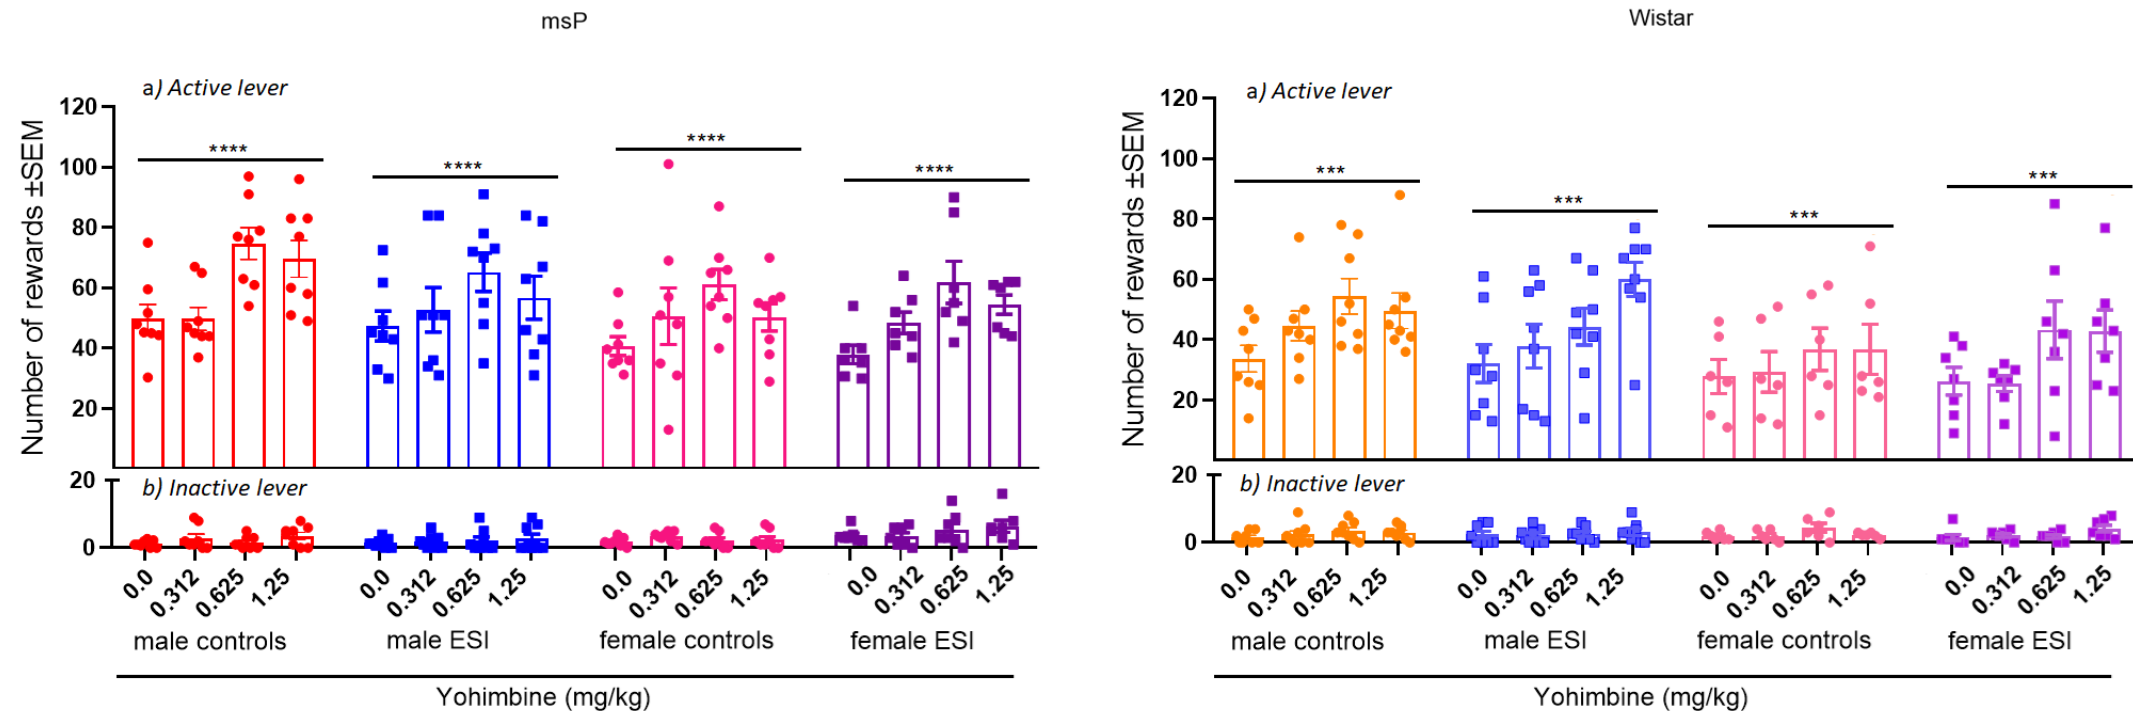 msP
a) Active lever
Number of rewards ±SEM
120
100
80
60
40
20
****
****
****
****
b) Inactive lever
20
0
0.0 0.312 0.625 1.25 0.0 0.312 0.625 1.25 0.0 0.312 0.625 1.25 0.0 0.312 0.625 1.25
male controls male ESI female controls female ESI
Yohimbine (mg/kg)
Wistar
a) Active lever
Number of rewards ±SEM
120
100
80
60
40
20
***
***
***
***
b) Inactive lever
20
0
0.0 0.312 0.625 1.25 0.0 0.312 0.625 1.25 0.0 0.312 0.625 1.25 0.0 0.312 0.625 1.25
male controls male ESI female controls female ESI
Yohimbine (mg/kg)